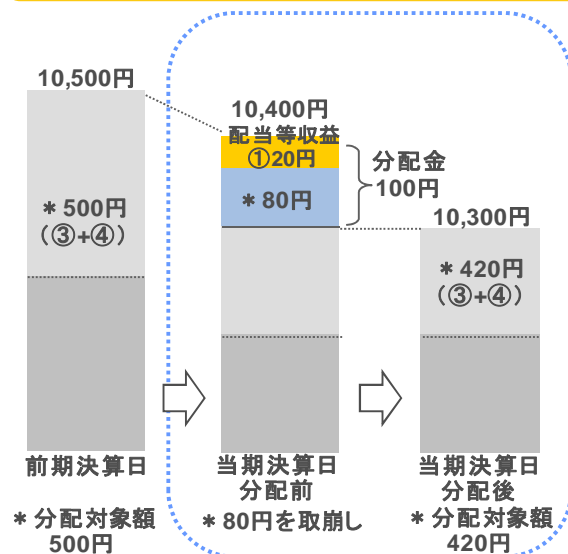 10,500円
＊500円
（③+④）
前期決算日
＊分配対象額
500円
10,400円
配当等収益
①20円
＊80円
分配金
100円
当期決算日
分配前
＊80円を取崩し
10,300円
＊420円
（③+④）
当期決算日
分配後
＊分配対象額
420円